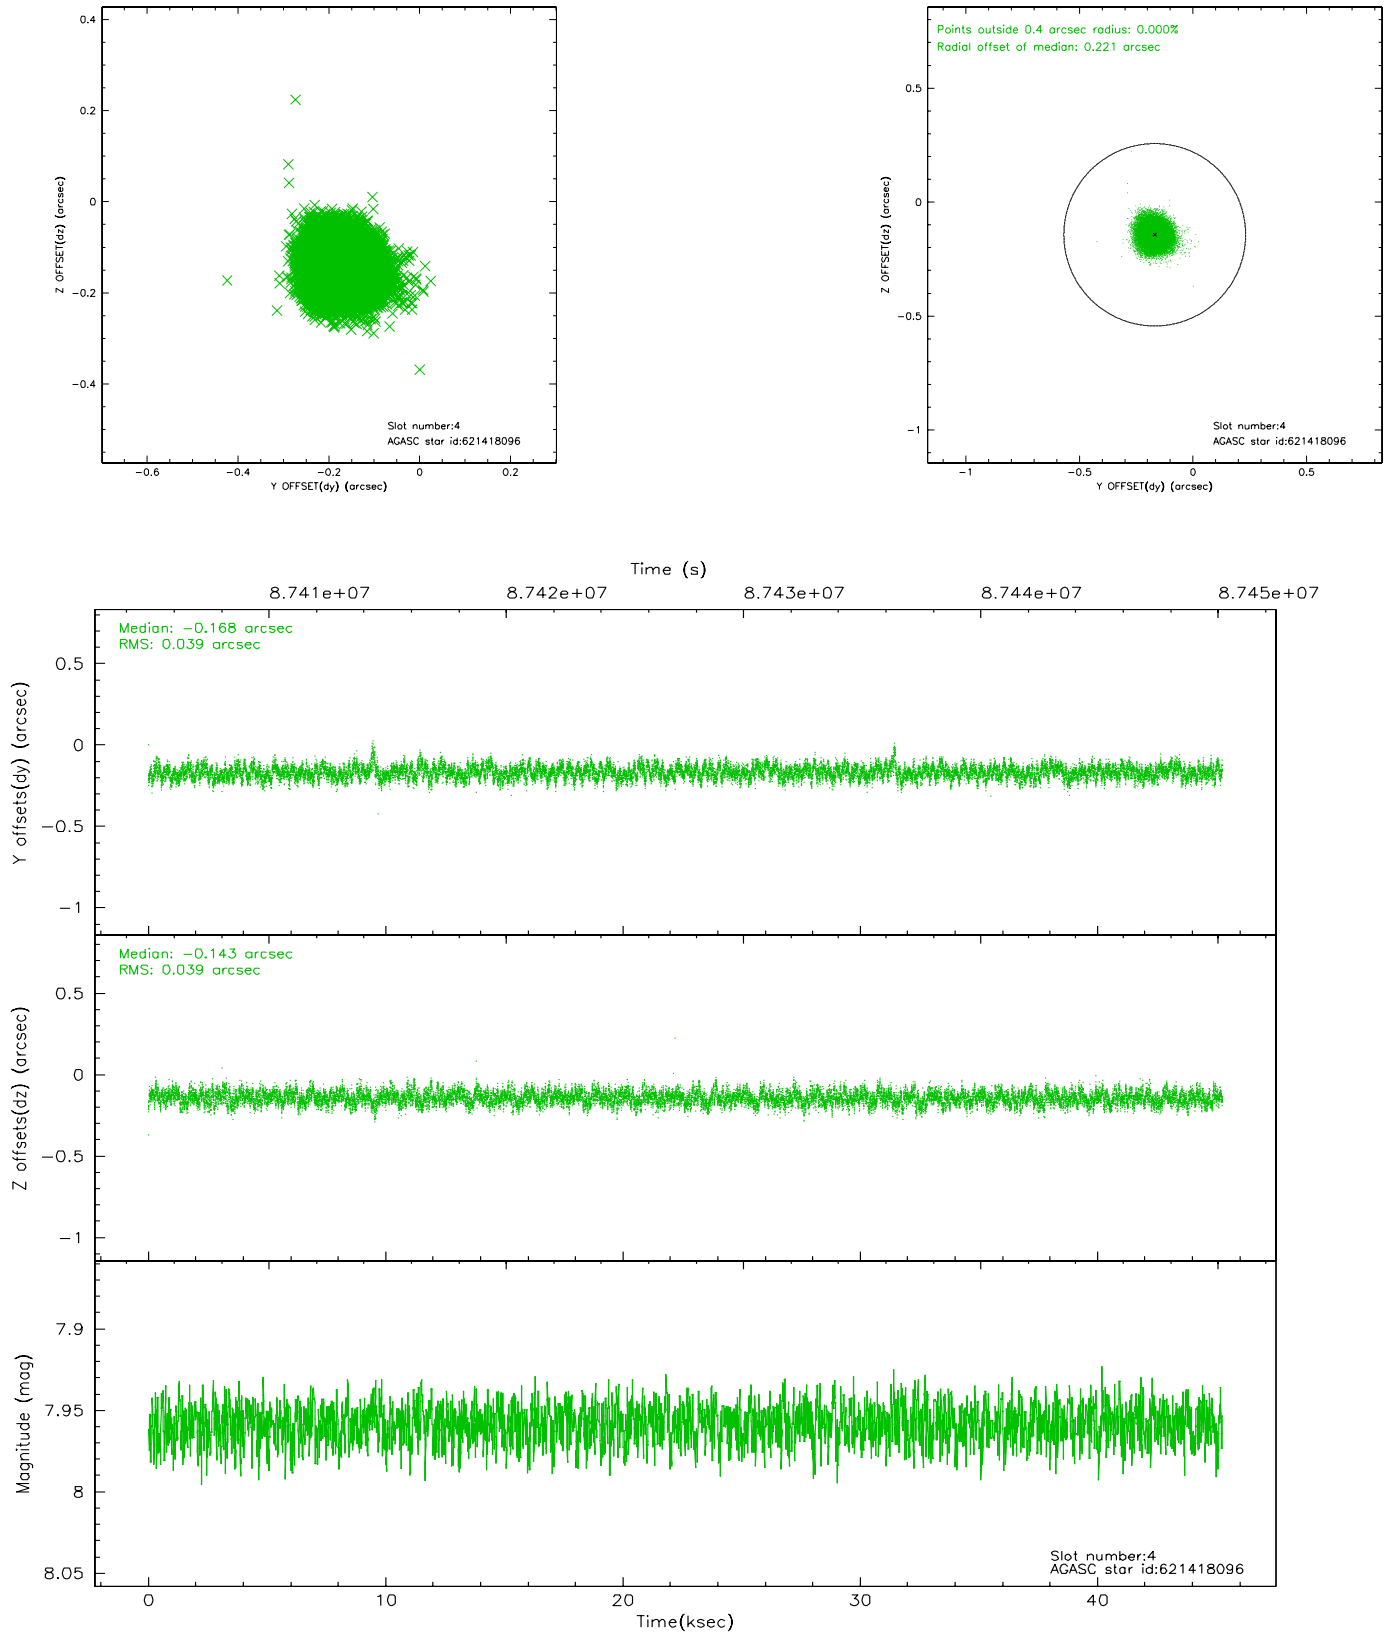 0.4
0.2
0
−0.2
−0.4
Z OFFSET(dz) (arcsec)
Slot number:4
AGASC star id:621418096
−0.6 −0.4 −0.2 0 0.2
Y OFFSET(dy) (arcsec)
Points outside 0.4 arcsec radius: 0.000%
Radial offset of median: 0.221 arcsec
0.5
0
−0.5
−1
Z OFFSET(dz) (arcsec)
Slot number:4
AGASC star id:621418096
−1 −0.5 0 0.5
Y OFFSET(dy) (arcsec)
Time (s)
8.741e+07 8.742e+07 8.743e+07 8.744e+07 8.745e+07
Median: −0.168 arcsec
RMS: 0.039 arcsec
0.5
0
−0.5
−1
Y offsets(dy) (arcsec)
Median: −0.143 arcsec
RMS: 0.039 arcsec
0.5
0
−0.5
−1
Z offsets(dz) (arcsec)
7.9
7.95
8
8.05
Magnitude (mag)
Slot number:4
AGASC star id:621418096
0 10 20 30 40
Time(ksec)